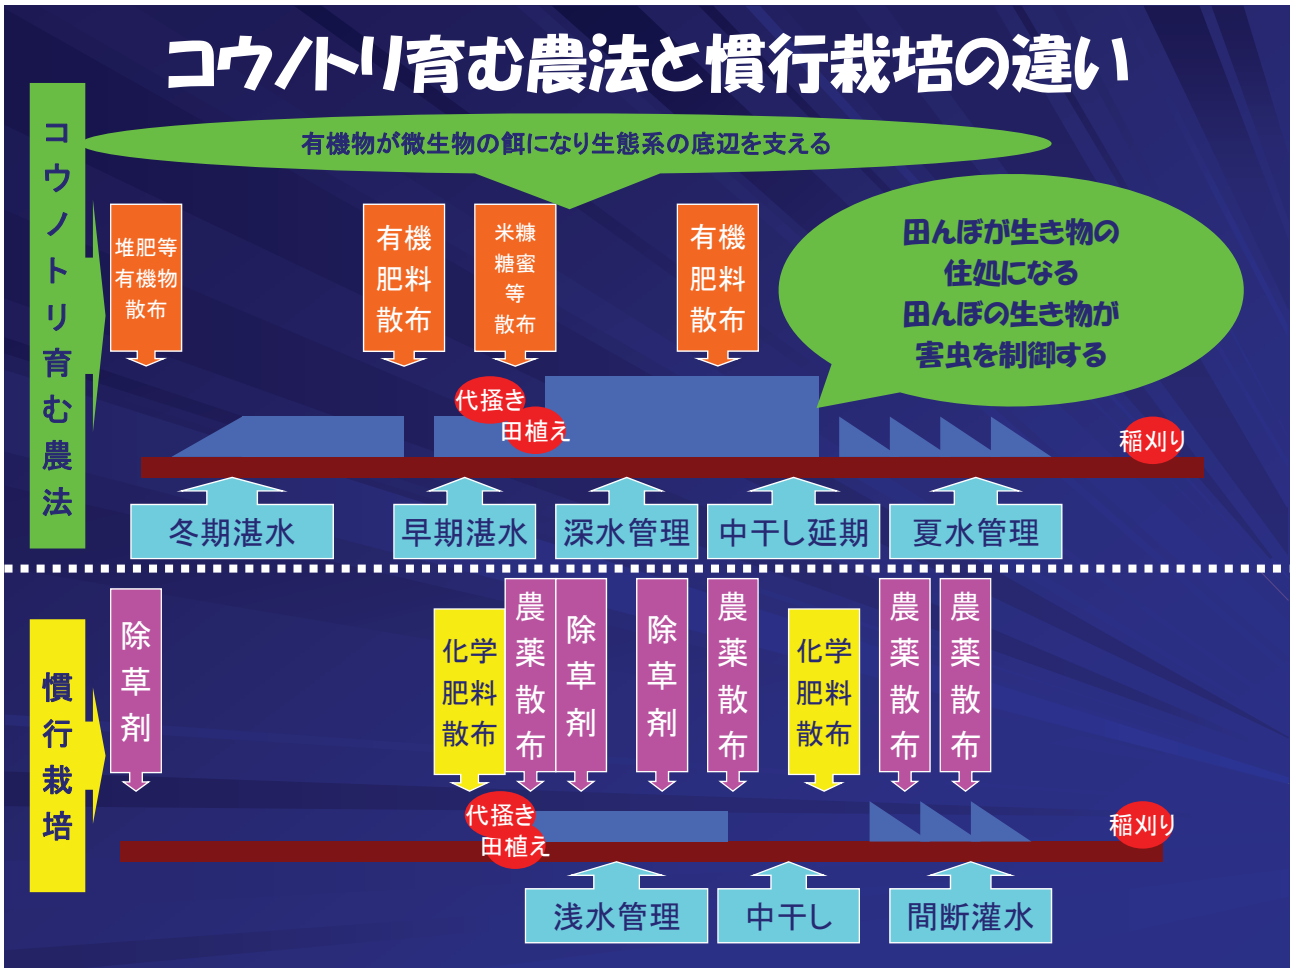 コウノトリ育む農法と慣行栽培の違い
コウノトリ育む農法
有機物が微生物の餌になり生態系の底辺を支える
田んぼが生き物の
住処になる
田んぼの生き物が
害虫を制御する
堆肥等
有機物
散布
有機
肥料
散布
米糠
糖蜜
等
散布
有機
肥料
散布
代掻き
田植え
稲刈り
冬期湛水
早期湛水
深水管理
中干し延期
夏水管理
慣行栽培
除草剤
化学
肥料
散布
農薬散布
除草剤
除草剤
農薬散布
化学
肥料
散布
農薬散布
農薬散布
代掻き
田植え
稲刈り
浅水管理
中干し
間断灌水